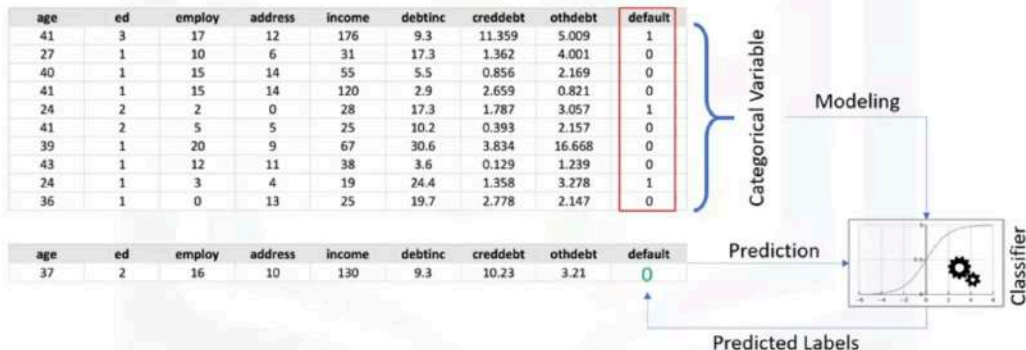 age ed employ address income debtinc creddebt othdebt default
41 3 17 12 176 9.3 11.359 5.009 1
27 1 10 6 31 17.3 1.362 4.001 0
40 1 15 14 55 5.5 0.856 2.169 0
41 1 15 14 120 2.9 2.659 0.821 0
24 2 2 0 28 17.3 1.787 3.057 1
41 2 5 5 25 10.2 0.393 2.157 0
39 1 20 9 67 30.6 3.834 16.668 0
43 1 12 11 38 3.6 0.129 1.239 0
24 1 3 4 19 24.4 1.358 3.278 1
36 1 0 13 25 19.7 2.778 2.147 0
Categorical Variable
Modeling
age ed employ address income debtinc creddebt othdebt default
37 2 16 10 130 9.3 10.23 3.21 0
Prediction
Classifier
Predicted Labels